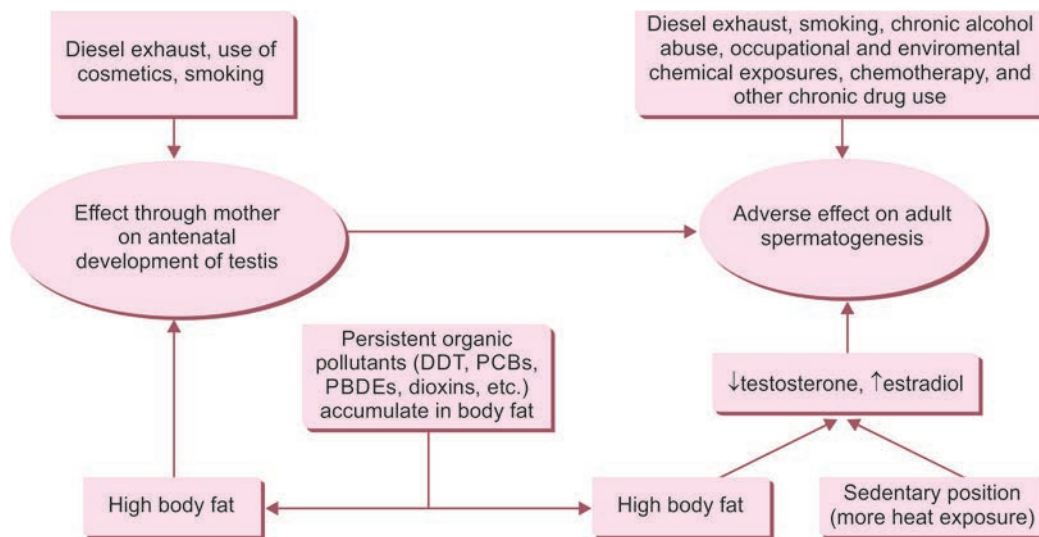 Diesel exhaust, use of
cosmetics, smoking
Diesel exhaust, smoking, chronic alcohol
abuse, occupational and enviromental
chemical exposures, chemotherapy, and
other chronic drug use
Effect through mother
on antenatal
development of testis
Adverse effect on adult
spermatogenesis
Persistent organic
pollutants (DDT, PCBs,
PBDEs, dioxins, etc.)
accumulate in body fat
↓testosterone, ↑estradiol
High body fat
High body fat
Sedentary position
(more heat exposure)